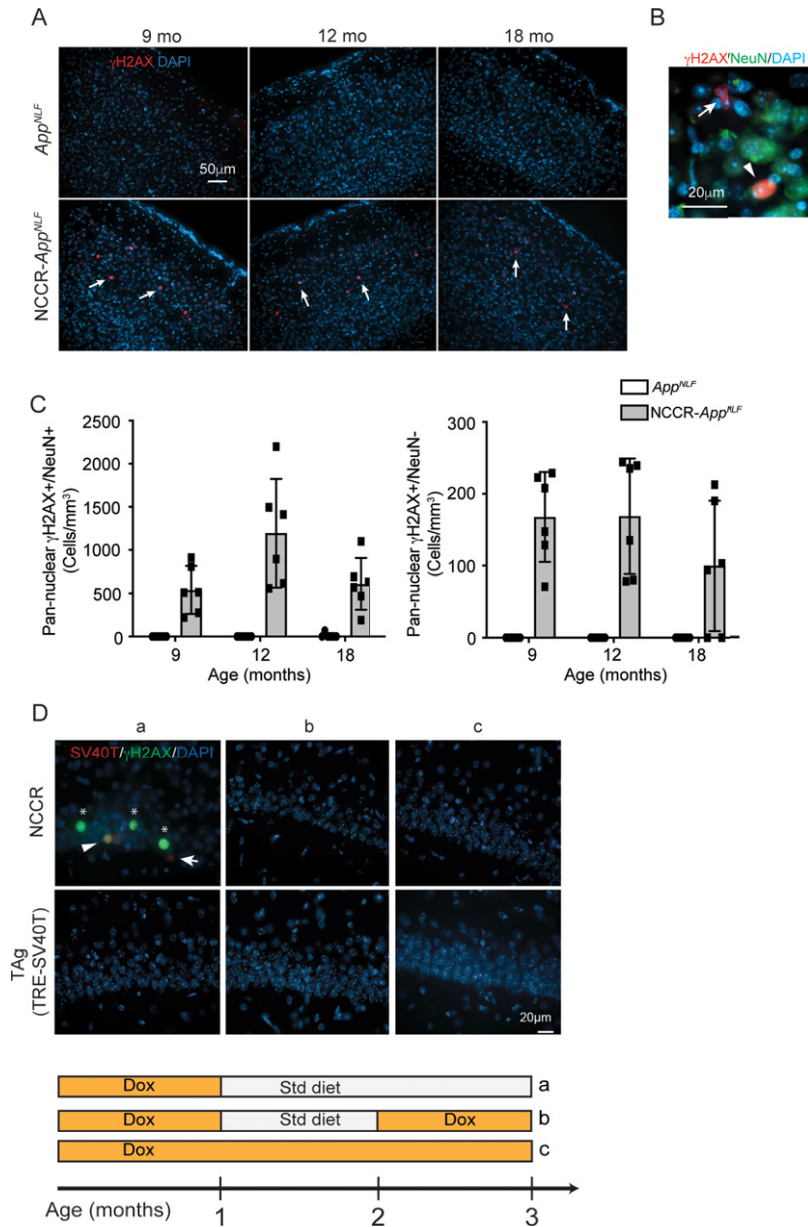 A
9 mo 12 mo 18 mo
γH2AX DAPI
App^NLF
50μm
NCCR-App^NLF
B
γH2AX/NeuN/DAPI
20μm
C
App^NLF
NCCR-App^NLF
Pan-nuclear γH2AX+/NeuN+
(Cells/mm³)
2500
2000
1500
1000
500
0
9 12 18
Age (months)
Pan-nuclear γH2AX+/NeuN-
(Cells/mm³)
300
200
100
0
9 12 18
Age (months)
D
a b c
SV40T/γH2AX/DAPI
* * *
NCCR
TAg
(TRE-SV40T)
20μm
Dox Std diet a
Dox Std diet Dox b
Dox c
Age (months) 1 2 3